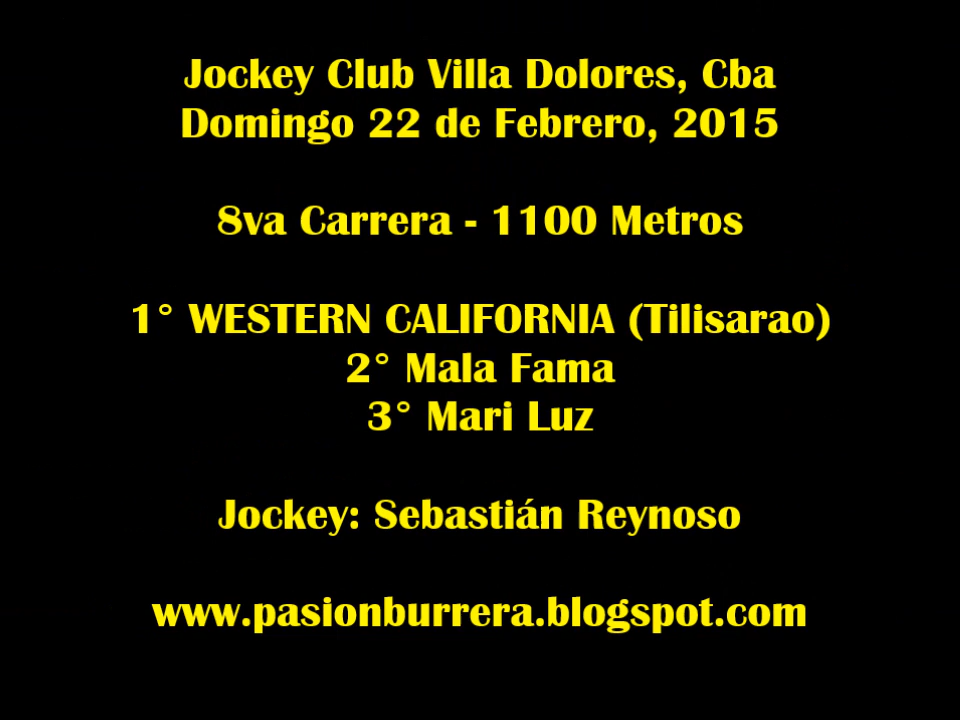 Jockey Club Villa Dolores, Cba
Domingo 22 de Febrero, 2015
8va Carrera - 1100 Metros
1° WESTERN CALIFORNIA (Tilisarao)
2° Mala Fama
3° Mari Luz
Jockey: Sebastián Reynoso
www.pasionburrera.blogspot.com